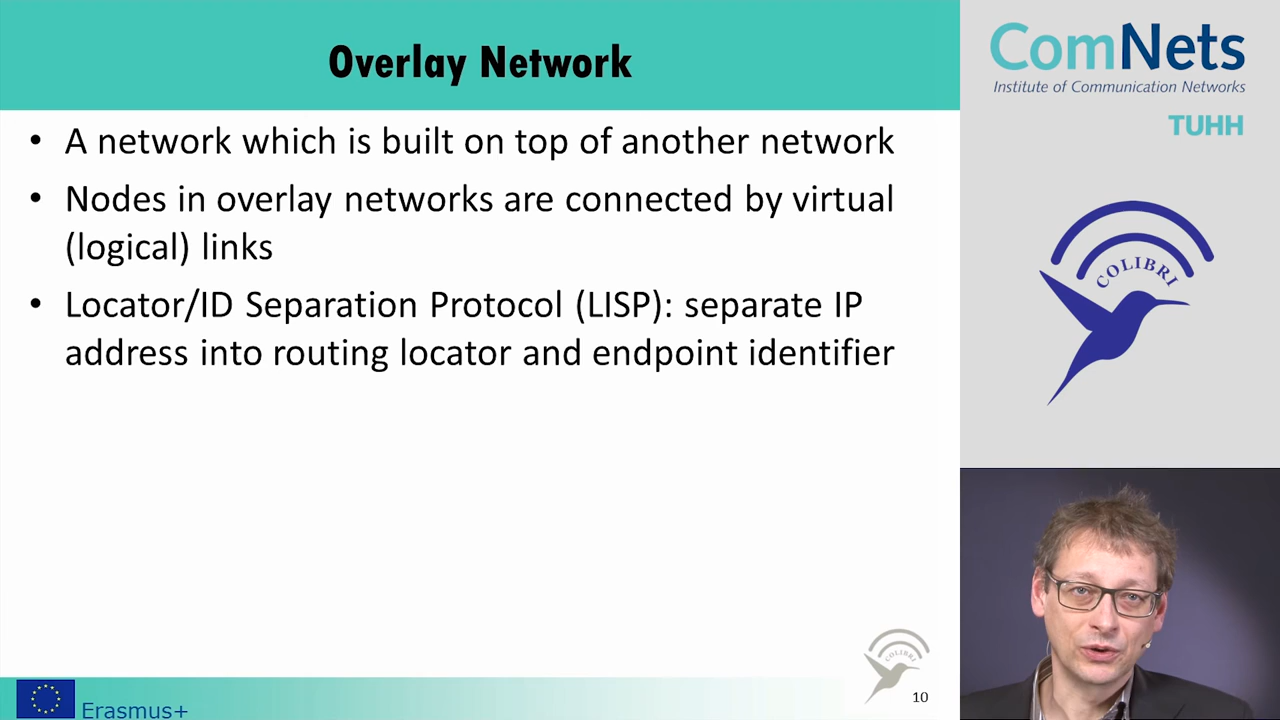 Overlay Network
• A network which is built on top of another network
• Nodes in overlay networks are connected by virtual
(logical) links
• Locator/ID Separation Protocol (LISP): separate IP
address into routing locator and endpoint identifier
COLIBRI
10
Erasmus+
ComNets
Institute of Communication Networks
TUHH
COLIBRI